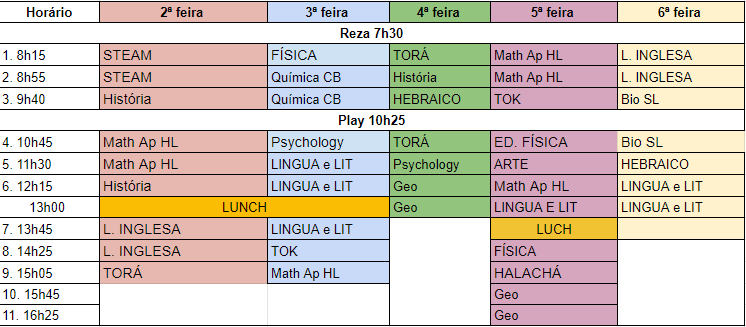 Horário 2ª feira 3ª feira 4ª feira 5ª feira 6ª feira
Reza 7h30
1. 8h15 STEAM FÍSICA TORÁ Math Ap HL L. INGLESA
2. 8h55 STEAM Química CB História Math Ap HL L. INGLESA
3. 9h40 História Química CB HEBRAICO TOK Bio SL
Play 10h25
4. 10h45 Math Ap HL Psychology TORÁ ED. FÍSICA Bio SL
5. 11h30 Math Ap HL LINGUA e LIT Psychology ARTE HEBRAICO
6. 12h15 História LINGUA e LIT Geo Math Ap HL LINGUA e LIT
13h00 LUNCH Geo LINGUA E LIT LINGUA e LIT
7. 13h45 L. INGLESA LINGUA e LIT LUCH
8. 14h25 L. INGLESA TOK FÍSICA
9. 15h05 TORÁ Math Ap HL HALACHÁ
10. 15h45 Geo
11. 16h25 Geo